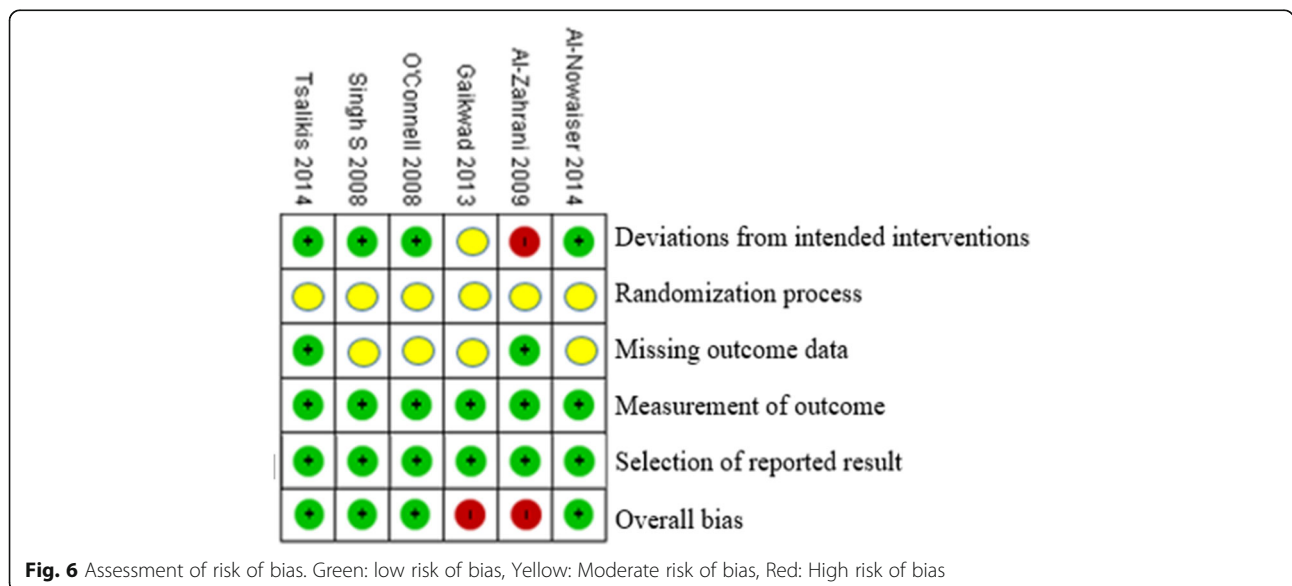 Tsalikis 2014
Singh S 2008
O'Connell 2008
Gaikwad 2013
Al-Zahrani 2009
Al-Nowaiser 2014
+ + + - + Deviations from intended interventions
Randomization process
+ + Missing outcome data
+ + + + + + Measurement of outcome
+ + + + + + Selection of reported result
+ + + - - + Overall bias
Fig. 6 Assessment of risk of bias. Green: low risk of bias, Yellow: Moderate risk of bias, Red: High risk of bias